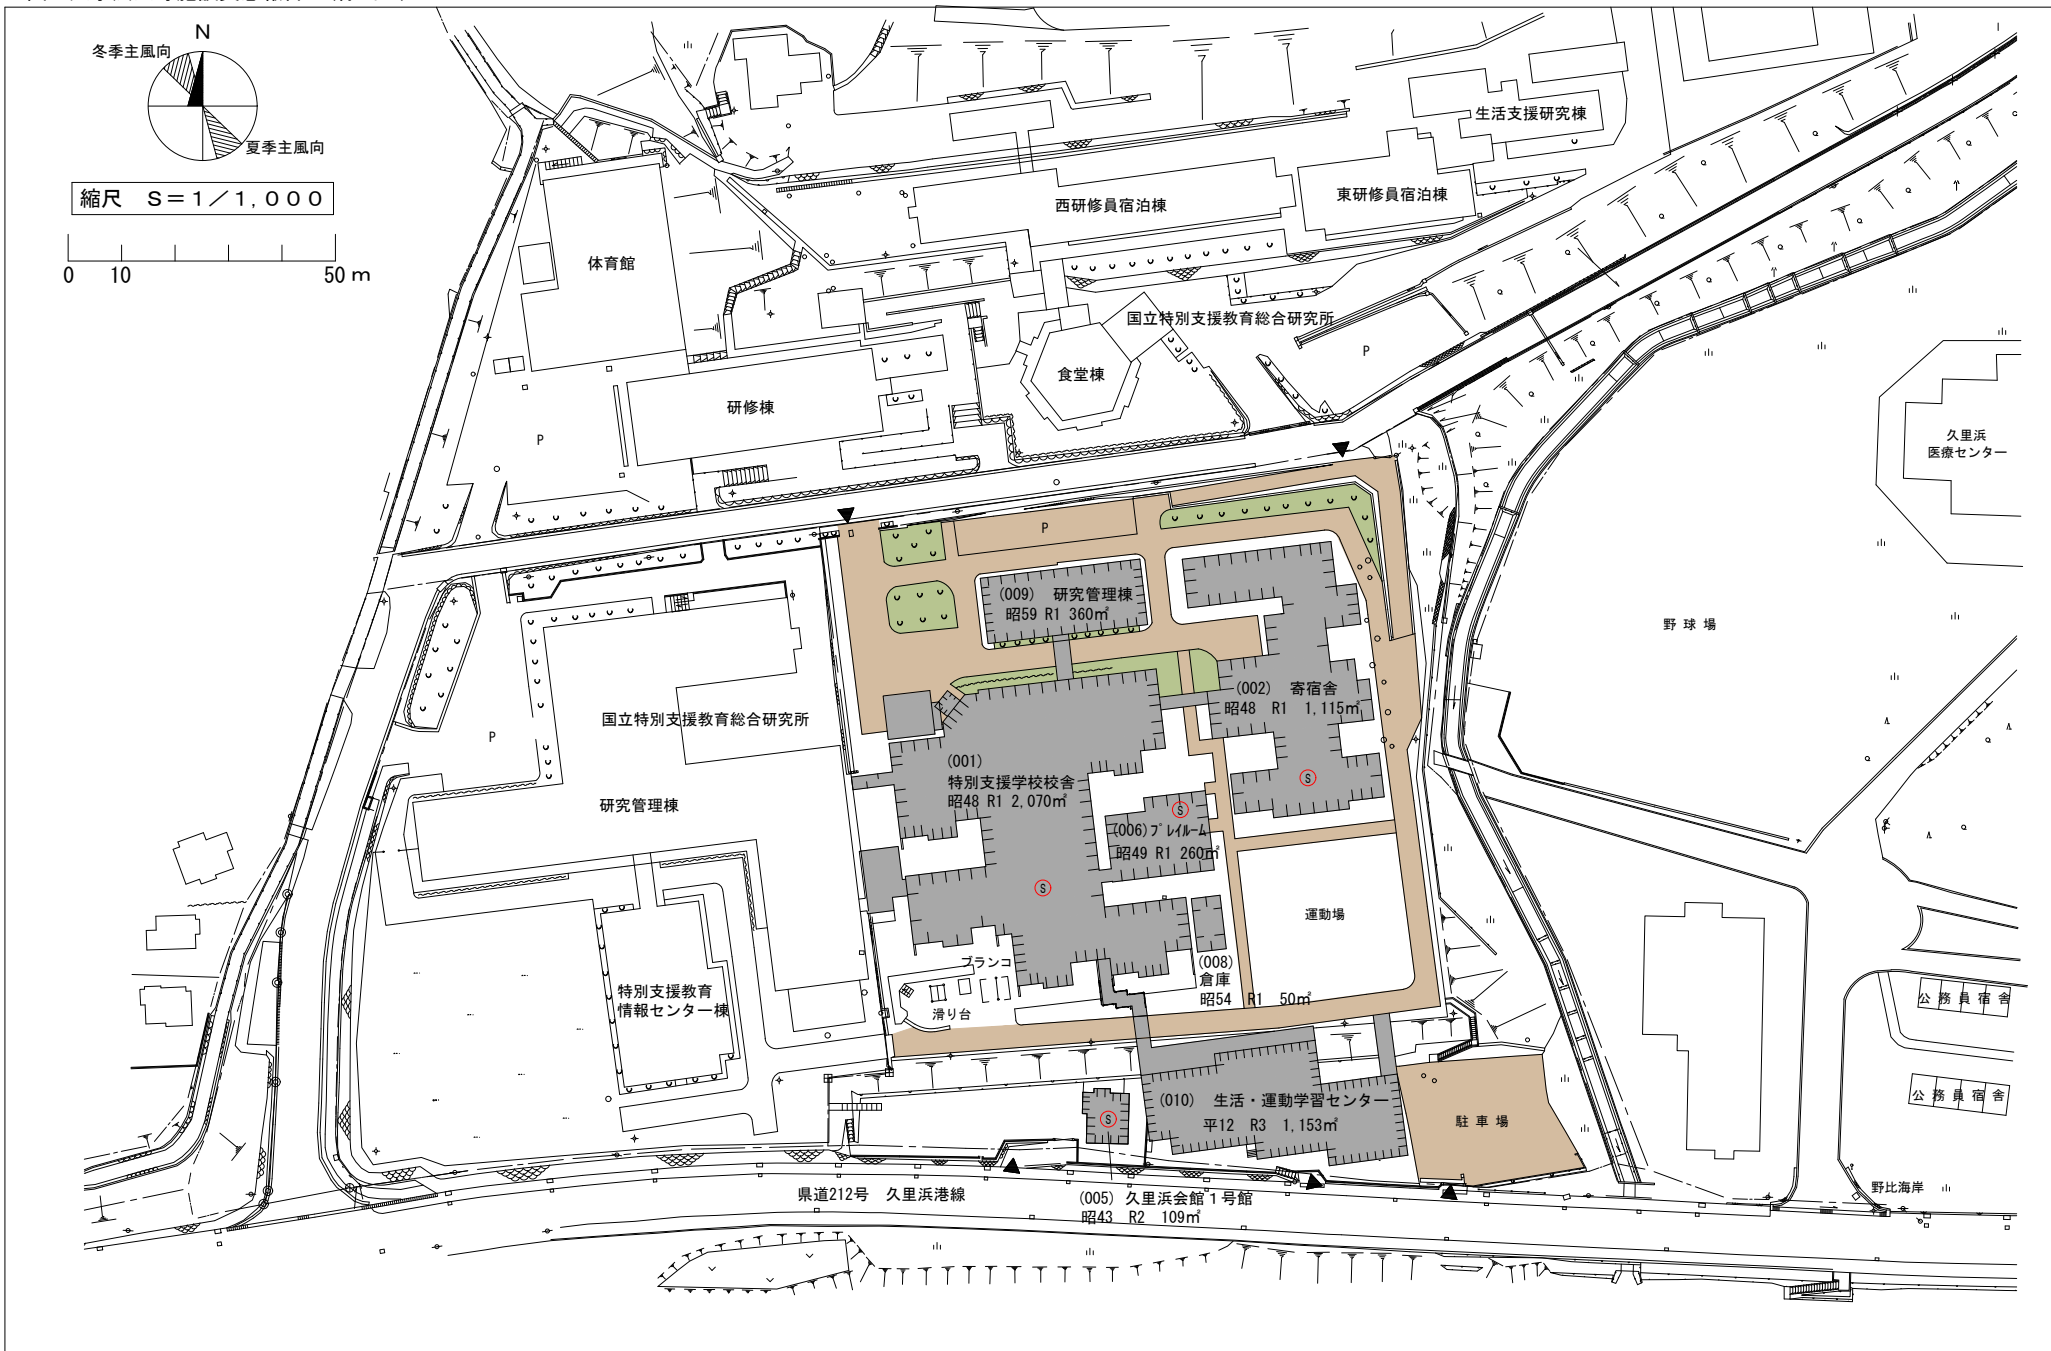 N
冬季主風向
夏季主風向
縮尺 S=1/1,000
0 10 50 m
生活支援研究棟
西研修員宿泊棟
東研修員宿泊棟
体育館
国立特別支援教育総合研究所
P
食堂棟
研修棟
P
久里浜
医療センター
P
(009) 研究管理棟
昭59 R1 360㎡
野球場
(002) 寄宿舎
昭48 R1 1,115㎡
国立特別支援教育総合研究所
P
(001)
特別支援学校校舎
昭48 R1 2,070㎡
S
研究管理棟
S
(006)プレイルーム
昭49 R1 260㎡
S
運動場
ブランコ
(008)
倉庫
昭54 R1 50㎡
滑り台
特別支援教育
情報センター棟
公務員宿舎
(010) 生活・運動学習センター
平12 R3 1,153㎡
S
駐車場
公務員宿舎
県道212号 久里浜港線
(005) 久里浜会館1号館
昭43 R2 109㎡
野比海岸